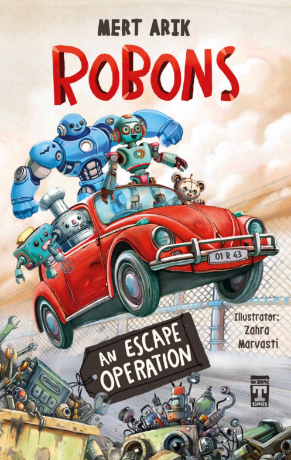 MERT ARIK
ROBONS
01 R 43
Illustrator:
Zahra
Marvasti
AN ESCAPE
OPERATION